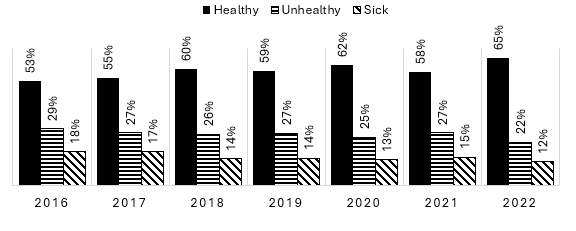 Healthy Unhealthy Sick
53% 29% 18% 55% 27% 17% 60% 26% 14% 59% 27% 14% 62% 25% 13% 58% 27% 15% 65% 22% 12%
2016 2017 2018 2019 2020 2021 2022